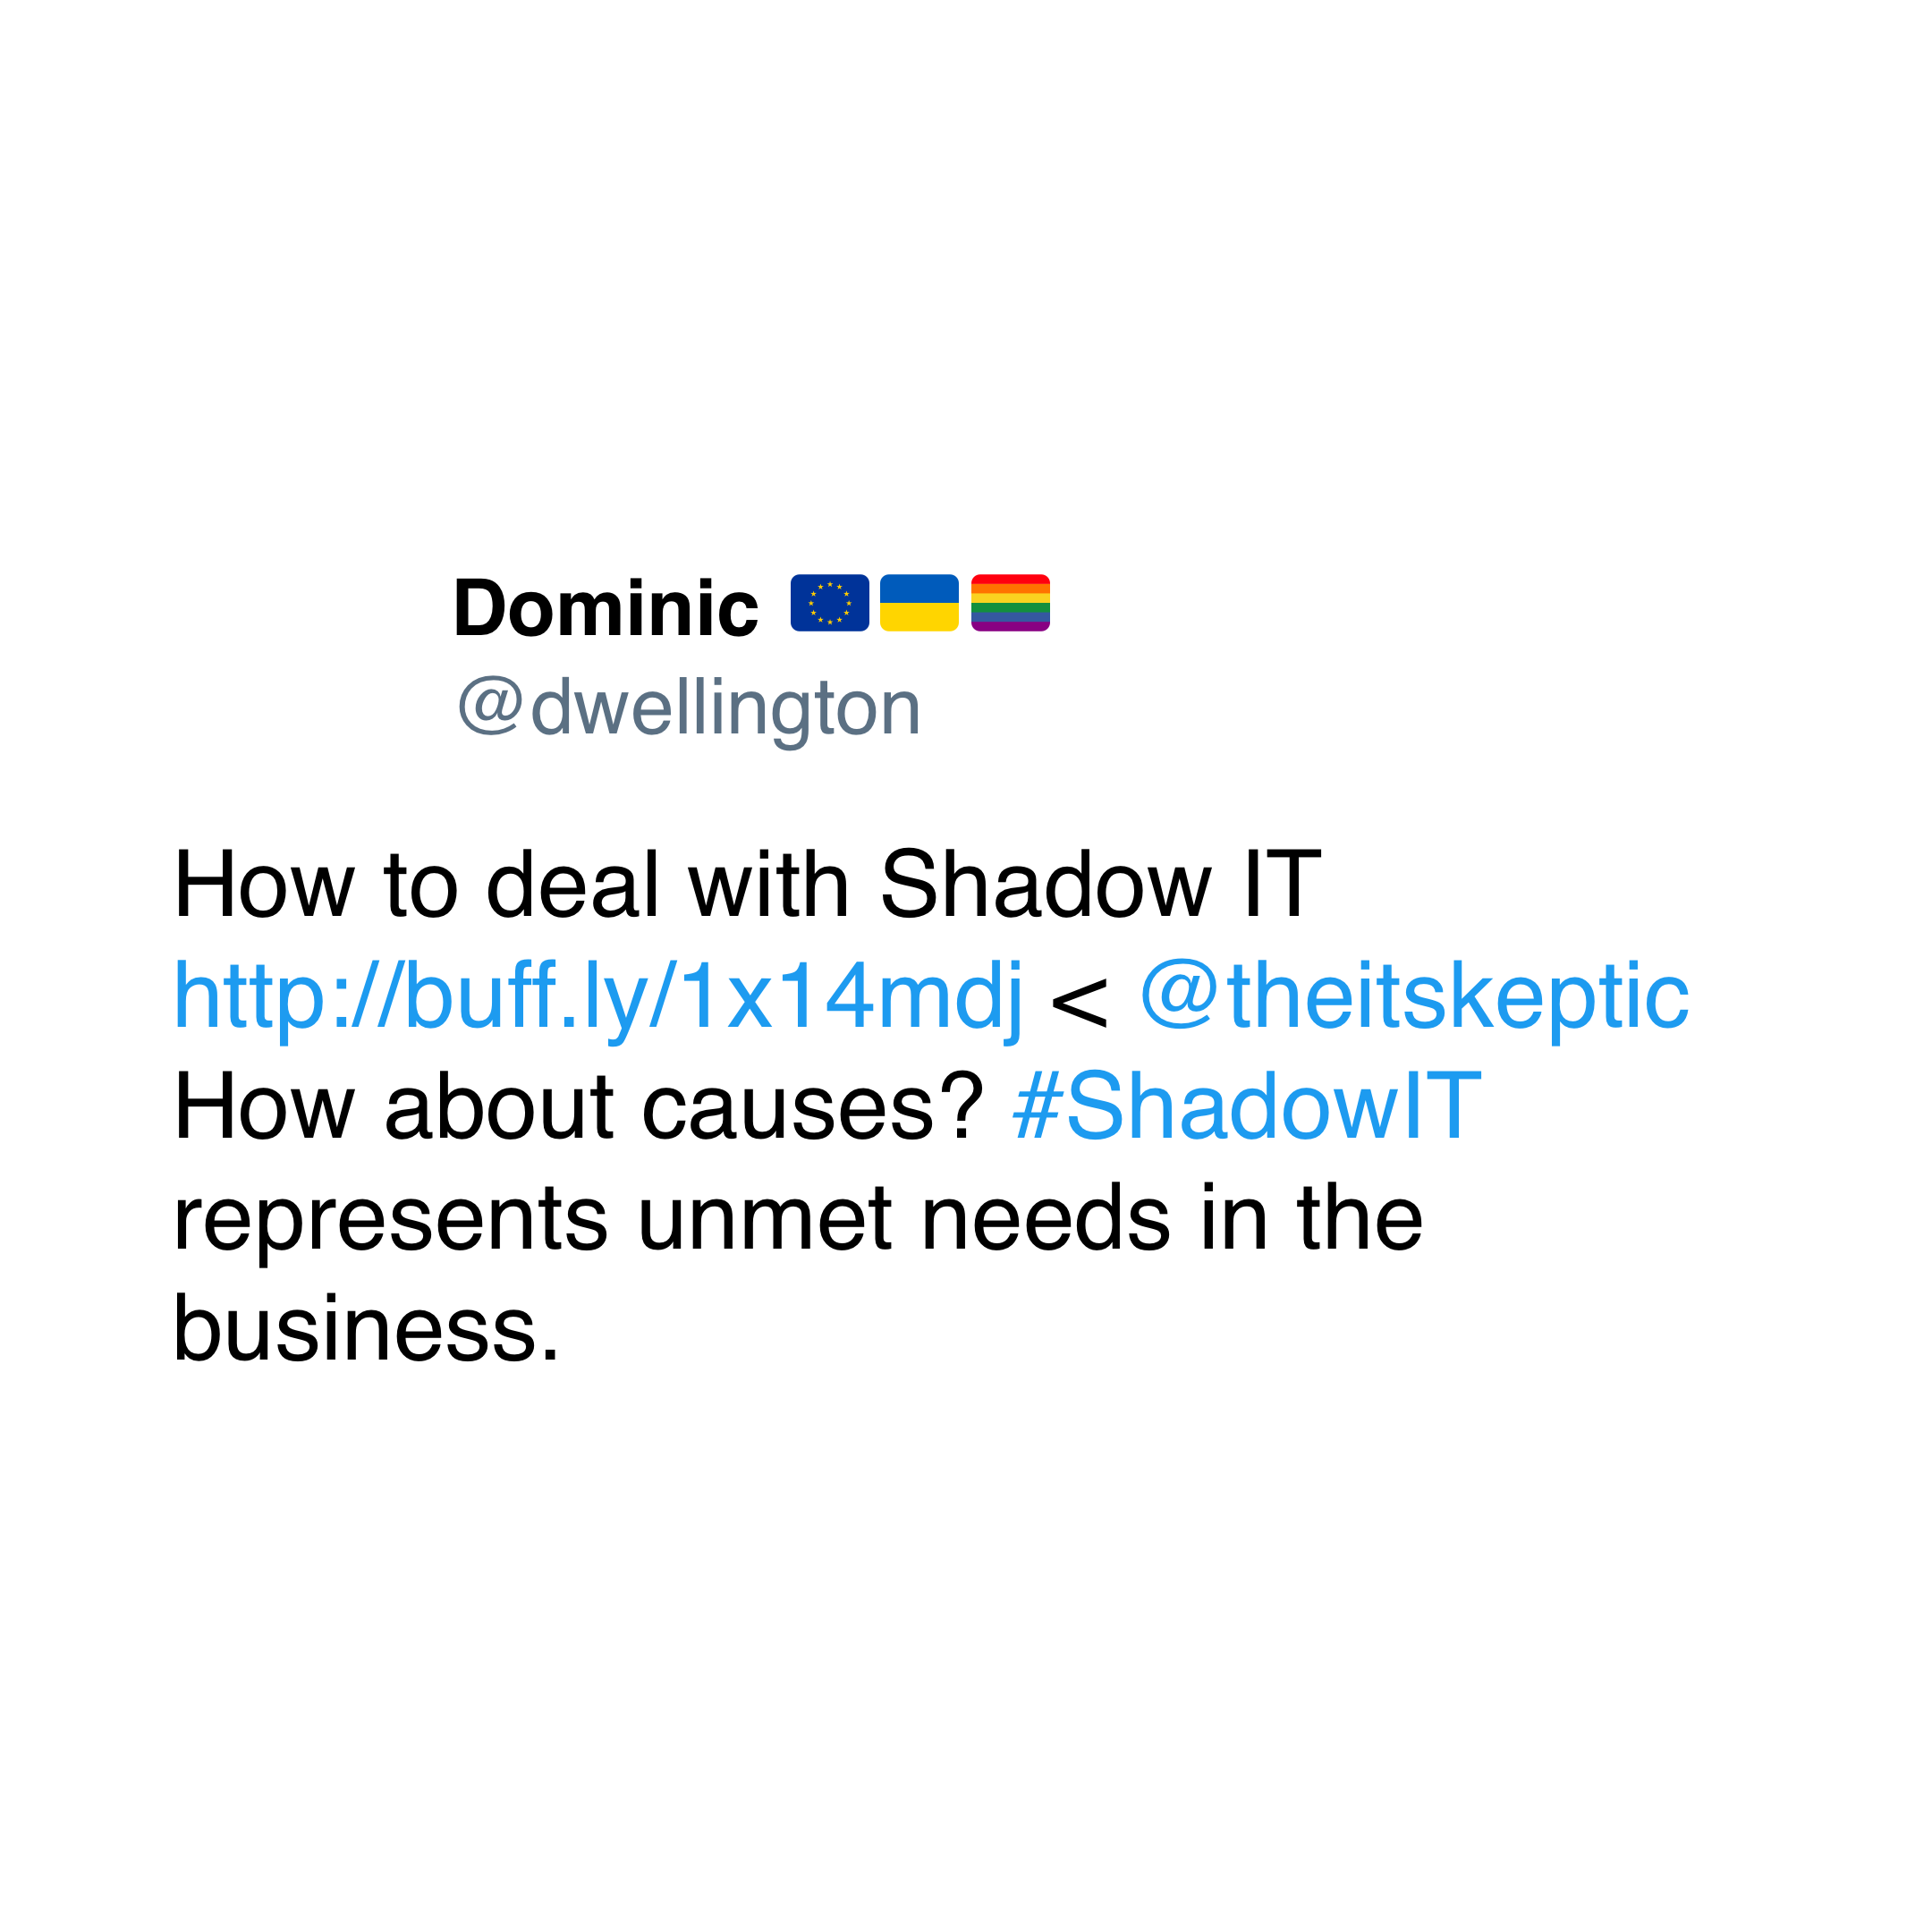 Dominic 🇪🇺🇺🇦🏳️‍🌈
@dwellington
How to deal with Shadow IT
http://buff.ly/1x14mdj < @theitskeptic
How about causes? #ShadowIT
represents unmet needs in the
business.